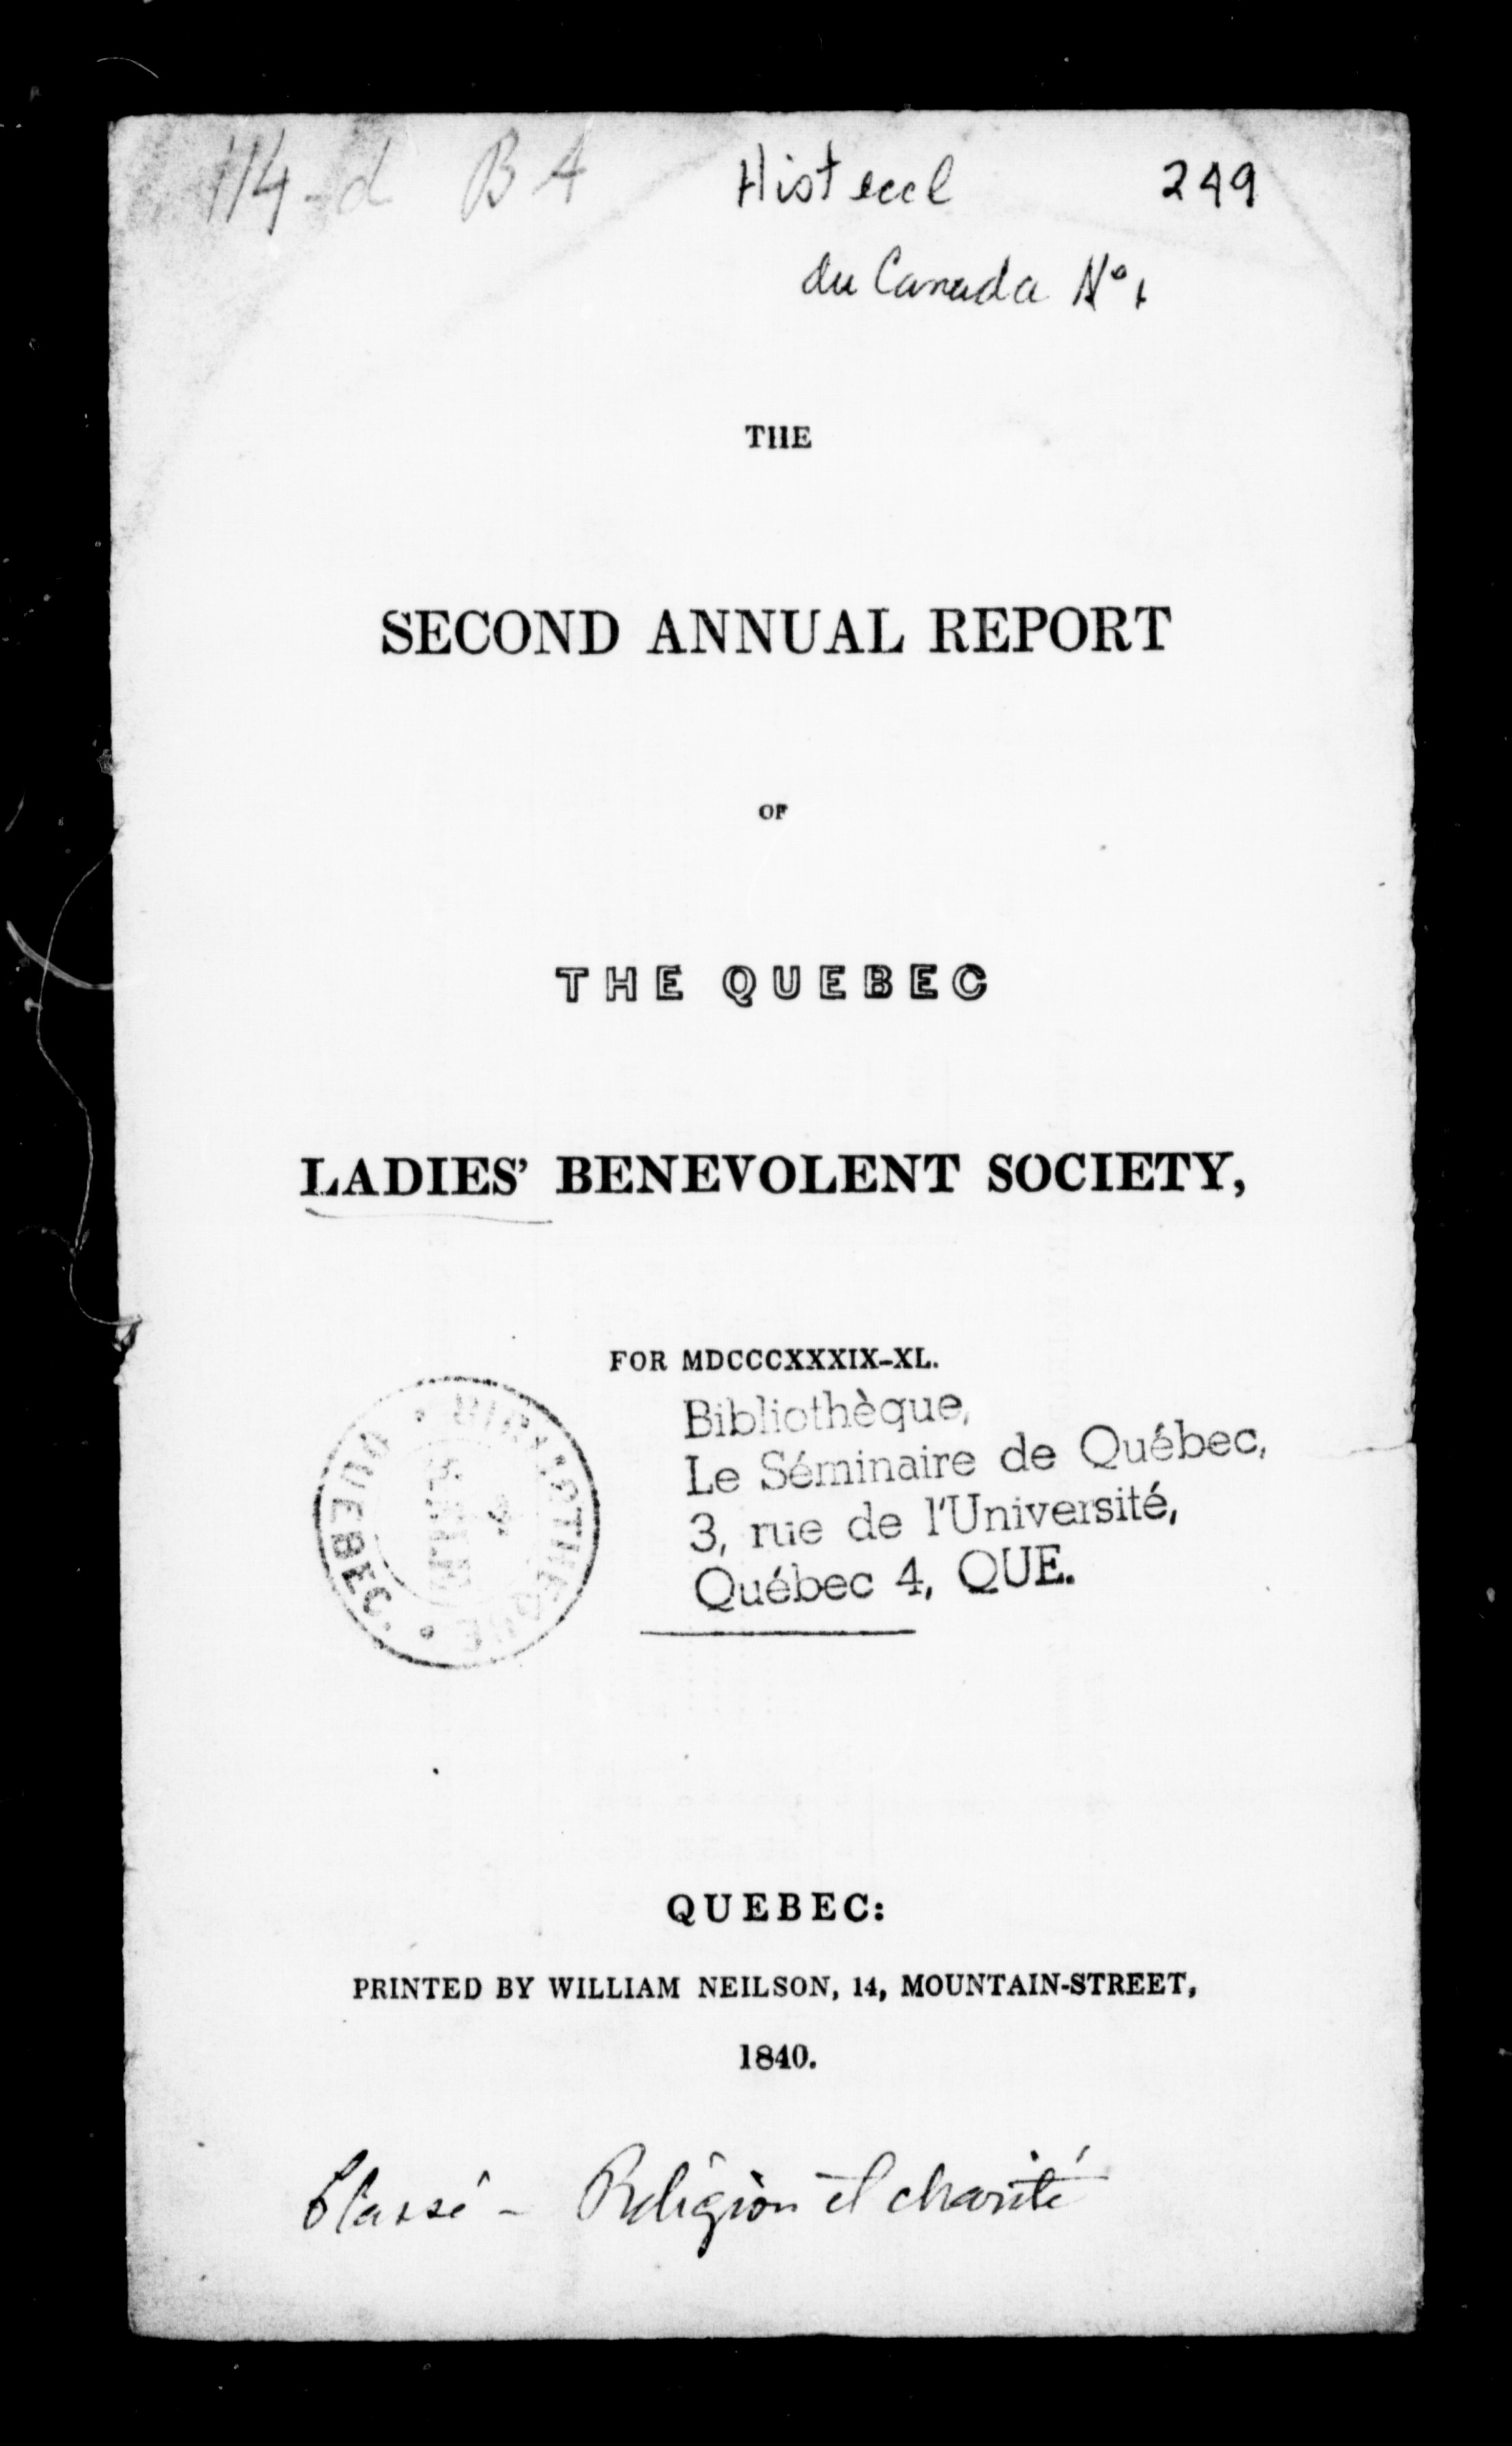 114-d B A Hist eccl 249
du Canada N° 1
THE
SECOND ANNUAL REPORT
OF
THE QUEBEC
LADIES' BENEVOLENT SOCIETY,
FOR MDCCCXXXIX-XL.
BIBLIOTHEQUE
QUEBEC
Bibliothèque,
Le Séminaire de Québec,
3, rue de l'Université,
Québec 4, QUE.
QUEBEC:
PRINTED BY WILLIAM NEILSON, 14, MOUNTAIN-STREET,
1840.
Classé - Religion et charité